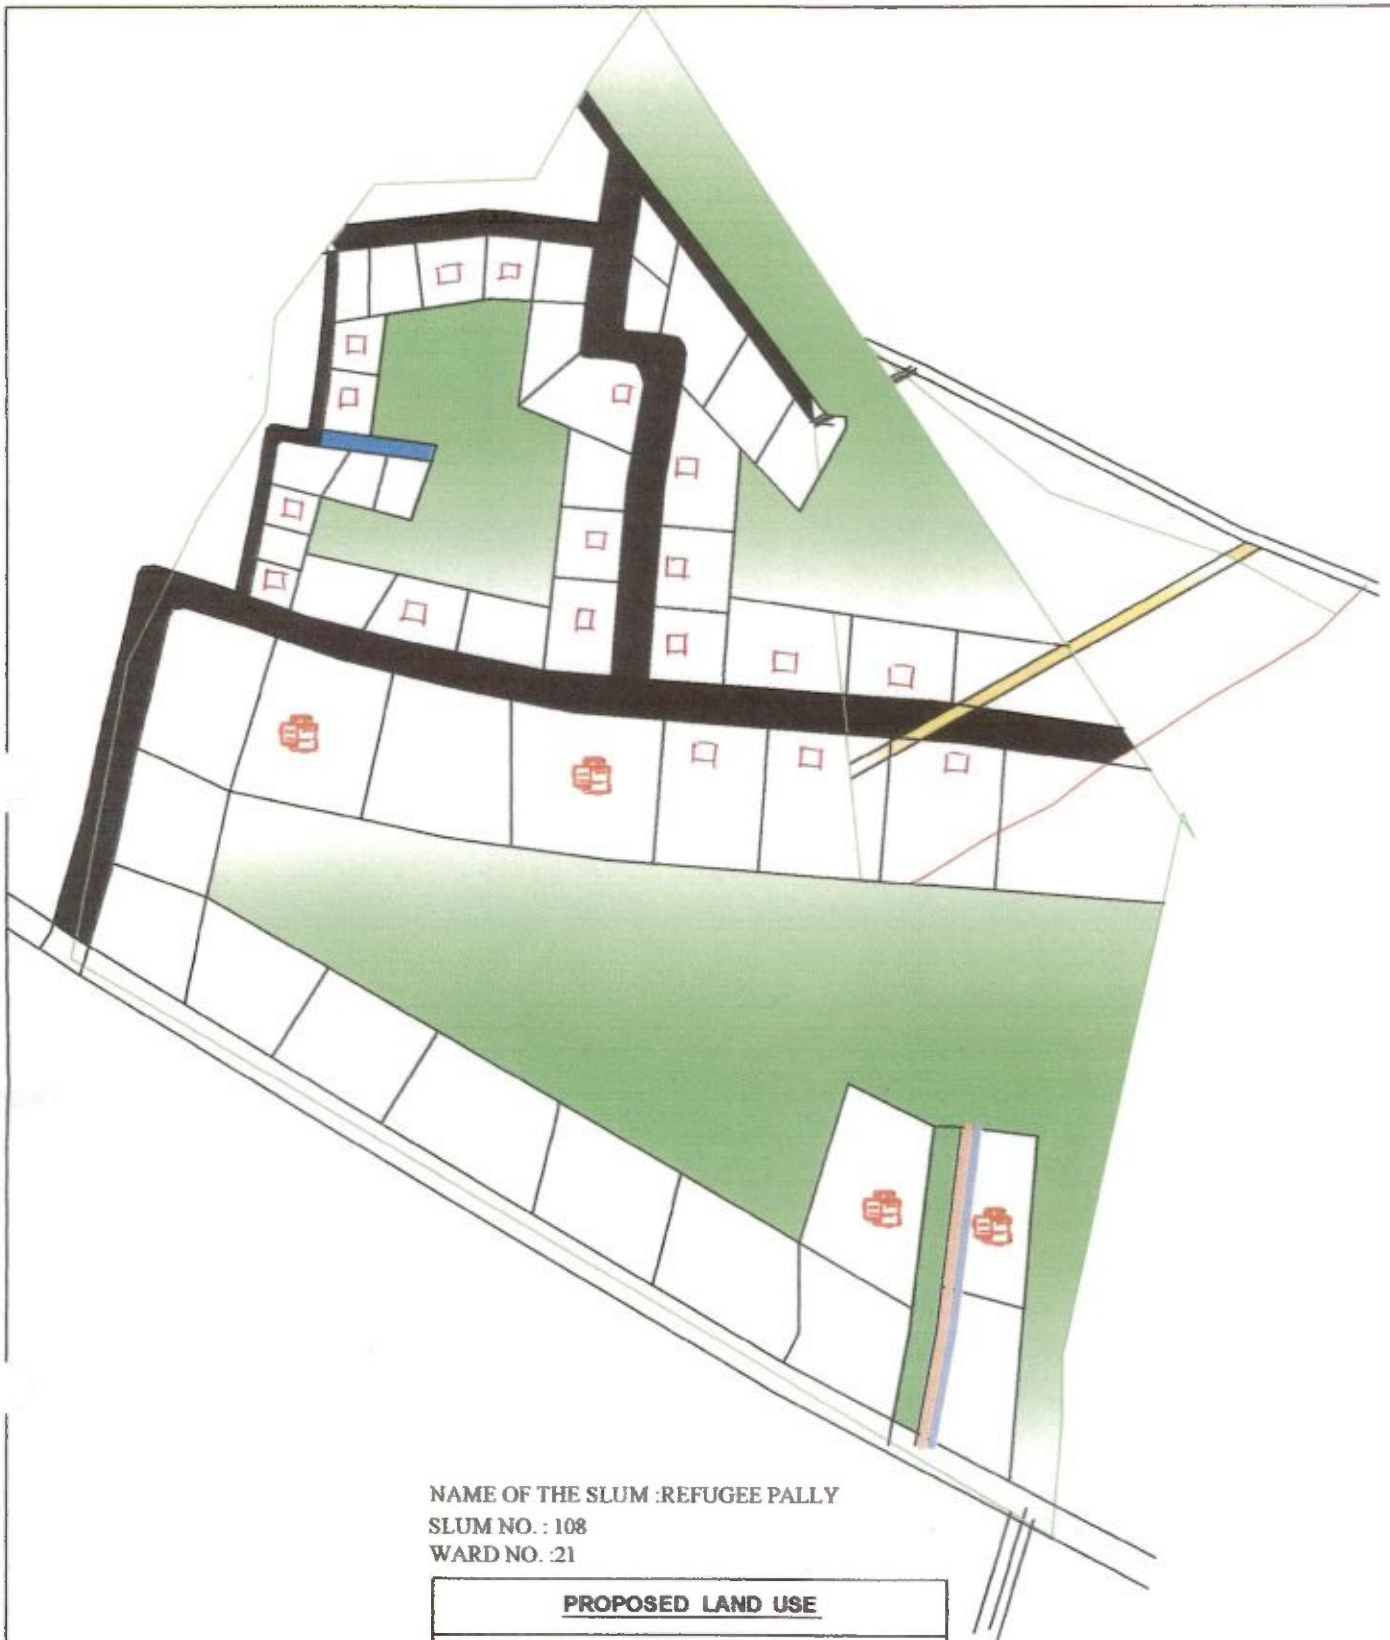 NAME OF THE SLUM :REFUGEE PALLY
SLUM NO. : 108
WARD NO. :21
PROPOSED LAND USE